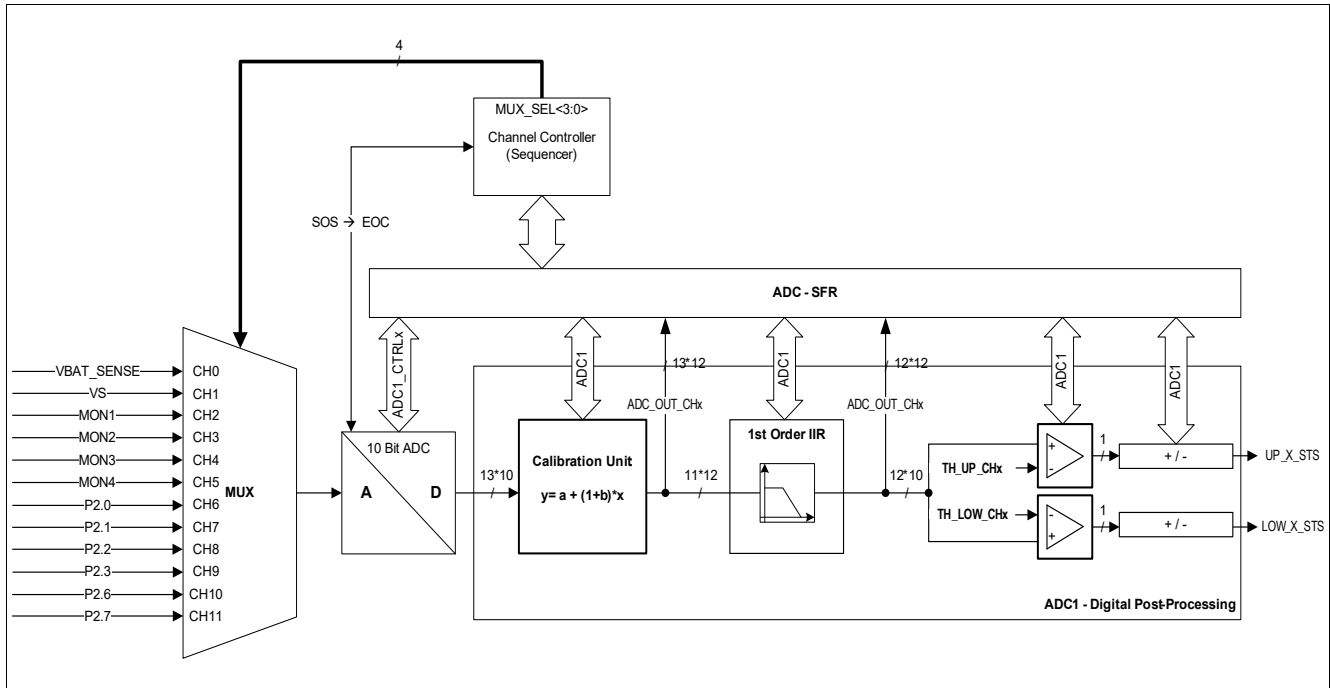 4
MUX_SEL<3:0>
Channel Controller
(Sequencer)
SOS → EOC
ADC - SFR
ADC1_CTRLx
ADC1
13*12
ADC1
12*12
ADC1
ADC1
ADC_OUT_CHx
ADC_OUT_CHx
VBAT_SENSE
CH0
VS
CH1
MON1
CH2
MON2
CH3
MON3
CH4
MON4
CH5
P2.0
CH6
P2.1
CH7
P2.2
CH8
P2.3
CH9
P2.6
CH10
P2.7
CH11
MUX
10 Bit ADC
A
D
13*10
Calibration Unit
y= a + (1+b)*x
11*12
1st Order IIR
12*10
TH_UP_CHx
+
-
1
+ / -
UP_X_STS
TH_LOW_CHx
-
+
1
+ / -
LOW_X_STS
ADC1 - Digital Post-Processing